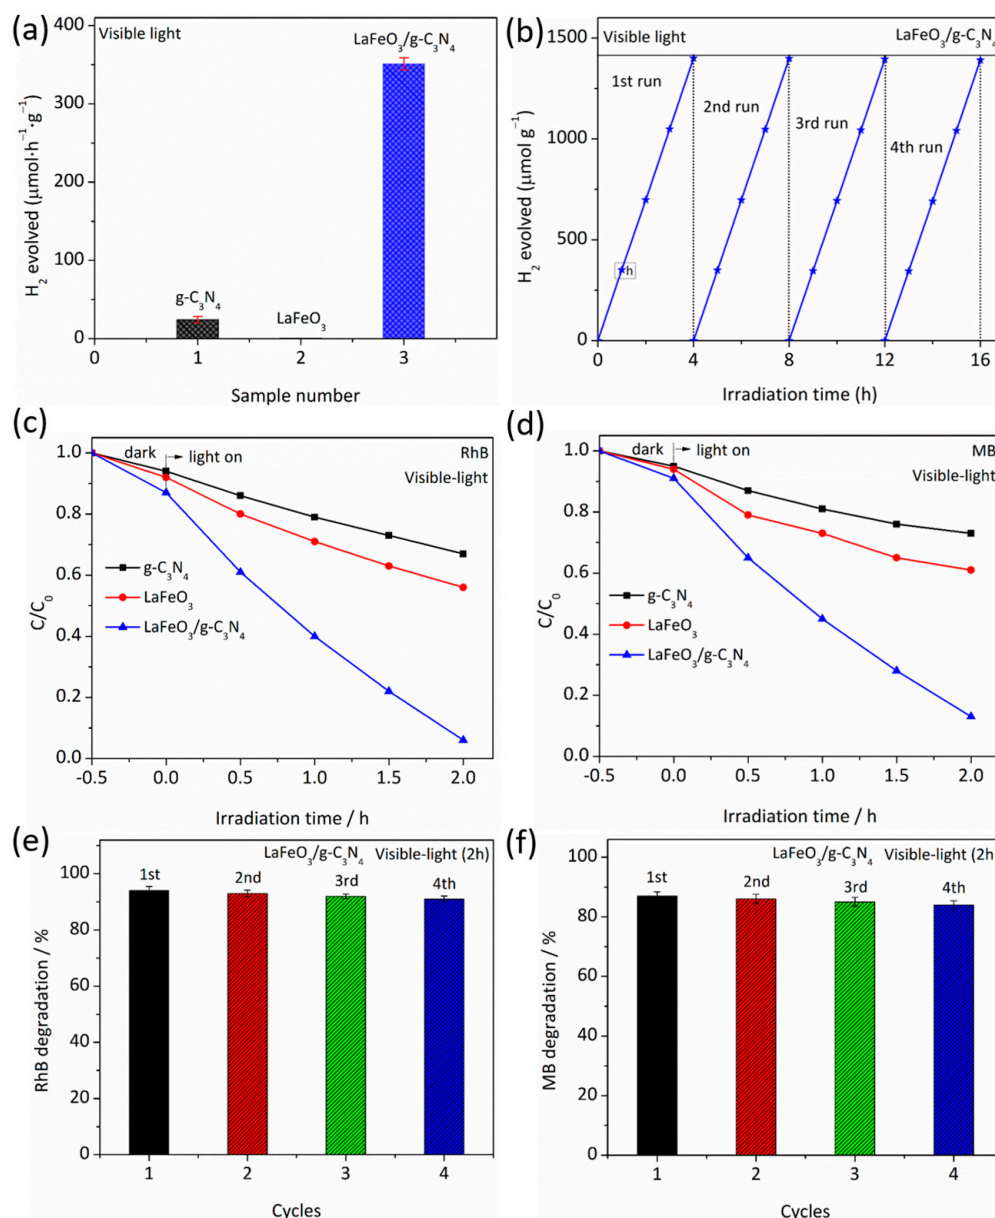 (a)
Visible light
LaFeO₃/g-C₃N₄
g-C₃N₄
LaFeO₃
400
300
200
100
0
0 1 2 3
H₂ evolved (μmol·h⁻¹·g⁻¹)
Sample number
(b)
Visible light LaFeO₃/g-C₃N₄
1st run
2nd run
3rd run
4th run
h
1500
1000
500
0
0 4 8 12 16
H₂ evolved (μmol g⁻¹)
Irradiation time (h)
(c)
dark light on RhB
Visible-light
g-C₃N₄
LaFeO₃
LaFeO₃/g-C₃N₄
1.0
0.8
0.6
0.4
0.2
0.0
-0.5 0.0 0.5 1.0 1.5 2.0
C/C₀
Irradiation time / h
(d)
dark light on MB
Visible-light
g-C₃N₄
LaFeO₃
LaFeO₃/g-C₃N₄
1.0
0.8
0.6
0.4
0.2
0.0
-0.5 0.0 0.5 1.0 1.5 2.0
C/C₀
Irradiation time / h
(e)
LaFeO₃/g-C₃N₄ Visible-light (2h)
1st 2nd 3rd 4th
100
80
60
40
20
0
1 2 3 4
RhB degradation / %
Cycles
(f)
LaFeO₃/g-C₃N₄ Visible-light (2h)
1st 2nd 3rd 4th
100
80
60
40
20
0
1 2 3 4
MB degradation / %
Cycles